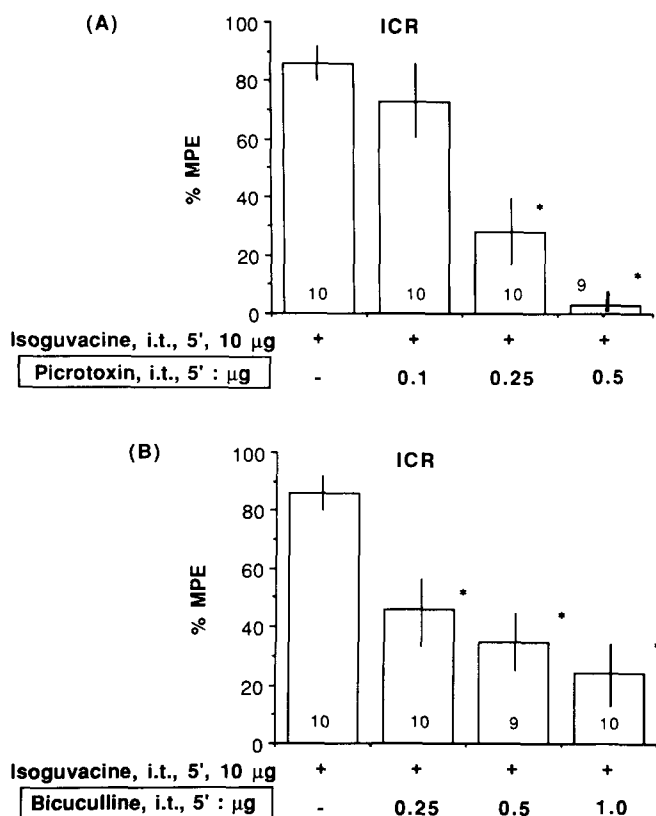 (A)
ICR
100
80
60
40
20
0
% MPE
10
10
10
*
9
*
Isoguvacine, i.t., 5', 10 µg + + + +
Picrotoxin, i.t., 5' : µg - 0.1 0.25 0.5
(B)
ICR
100
80
60
40
20
0
% MPE
10
10
*
9
*
10
Isoguvacine, i.t., 5', 10 µg + + + +
Bicuculline, i.t., 5' : µg - 0.25 0.5 1.0